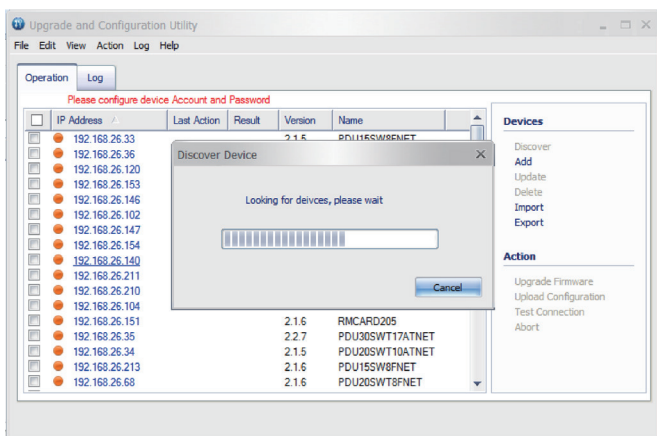 Upgrade and Configuration Utility
File Edit View Action Log Help
Operation Log
Please configure device Account and Password
IP Address Last Action Result Version Name
192.168.26.33 2.1.5 PDU15SW8FNET
192.168.26.36
192.168.26.120
192.168.26.153
192.168.26.146
192.168.26.102
192.168.26.147
192.168.26.154
192.168.26.140
192.168.26.211
192.168.26.210
192.168.26.104
192.168.26.151 2.1.6 RMCARD205
192.168.26.35 2.2.7 PDU30SWT17ATNET
192.168.26.34 2.1.5 PDU20SWT10ATNET
192.168.26.213 2.1.6 PDU15SW8FNET
192.168.26.68 2.1.6 PDU20SWT8FNET
Discover Device
Looking for deivces, please wait
Cancel
Devices
Discover
Add
Update
Delete
Import
Export
Action
Upgrade Firmware
Upload Configuration
Test Connection
Abort